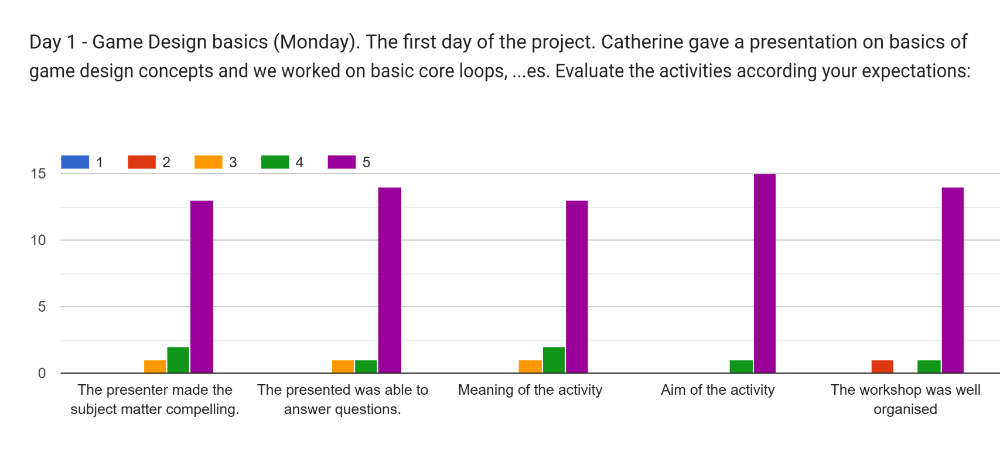 Day 1 - Game Design basics (Monday). The first day of the project. Catherine gave a presentation on basics of
game design concepts and we worked on basic core loops, ...es. Evaluate the activities according your expectations:
1 2 3 4 5
15
10
5
0
The presenter made the
subject matter compelling.
The presented was able to
answer questions.
Meaning of the activity
Aim of the activity
The workshop was well
organised